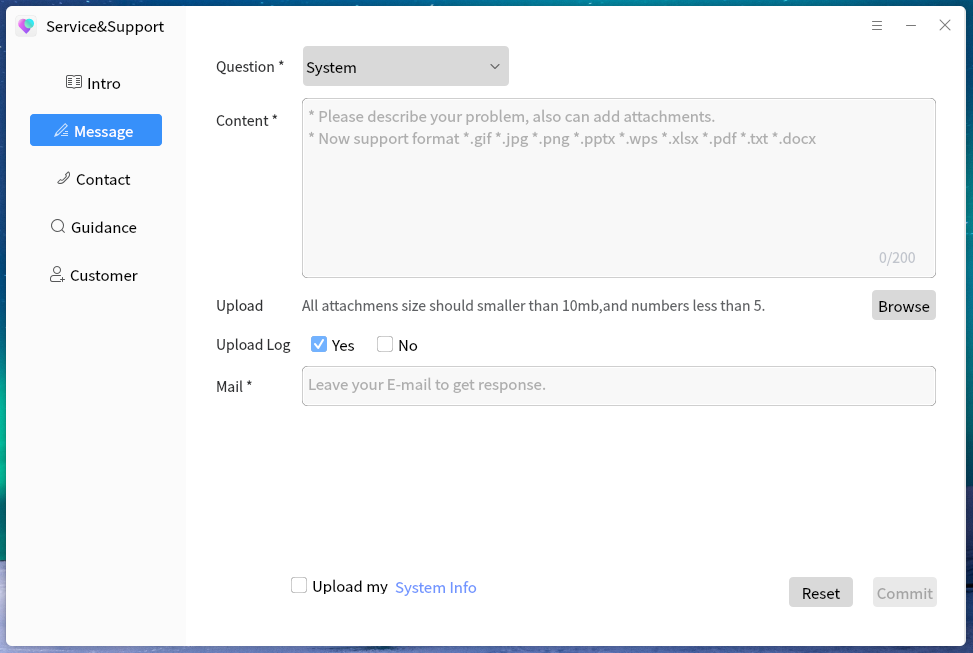 Service&Support
Intro
Message
Contact
Guidance
Customer
Question *
System
Content *
* Please describe your problem, also can add attachments.
* Now support format *.gif *.jpg *.png *.pptx *.wps *.xlsx *.pdf *.txt *.docx
0/200
Upload
All attachmens size should smaller than 10mb,and numbers less than 5.
Browse
Upload Log
Yes
No
Mail *
Leave your E-mail to get response.
Upload my System Info
Reset
Commit